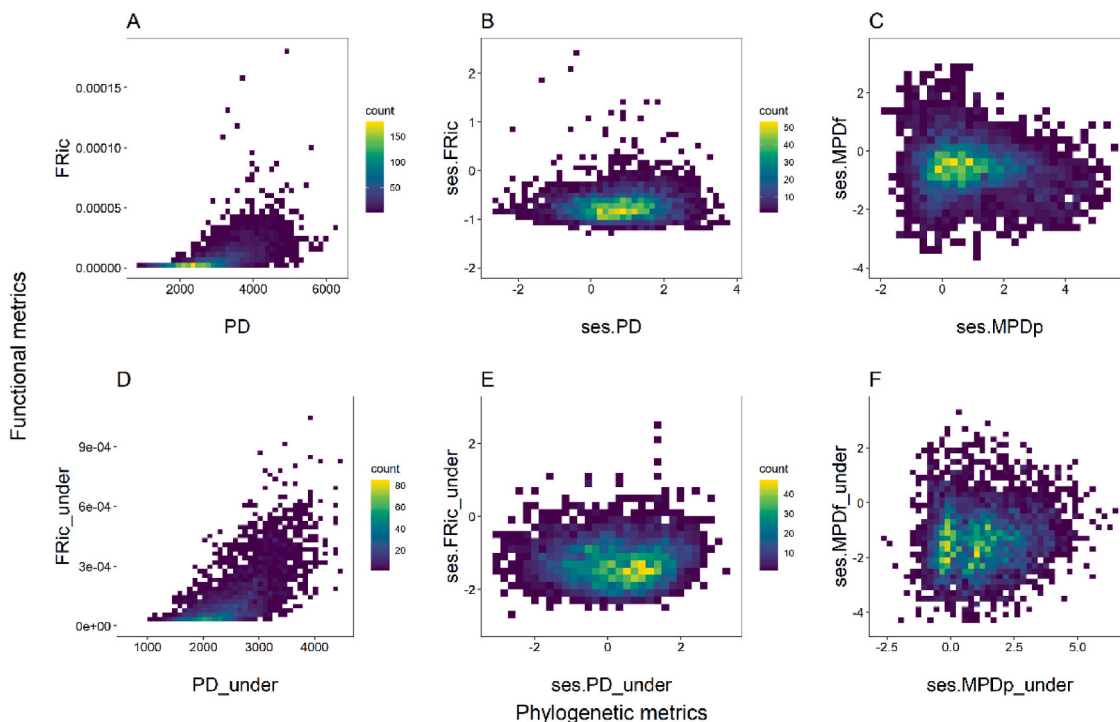 A
B
C
Functional metrics
FRic
0.00015
0.00010
0.00005
0.00000
2000 4000 6000
PD
count
150
100
50
ses.FRic
2
1
0
-1
-2
-2 0 2 4
ses.PD
count
50
40
30
20
10
ses.MPDf
2
0
-2
-4
-2 0 2 4
ses.MPDp
D
E
F
FRic_under
9e-04
6e-04
3e-04
0e+00
1000 2000 3000 4000
PD_under
count
80
60
40
20
ses.FRic_under
2
0
-2
-2 0 2
ses.PD_under
count
40
30
20
10
ses.MPDf_under
2
0
-2
-4
-2.5 0.0 2.5 5.0
ses.MPDp_under
Phylogenetic metrics